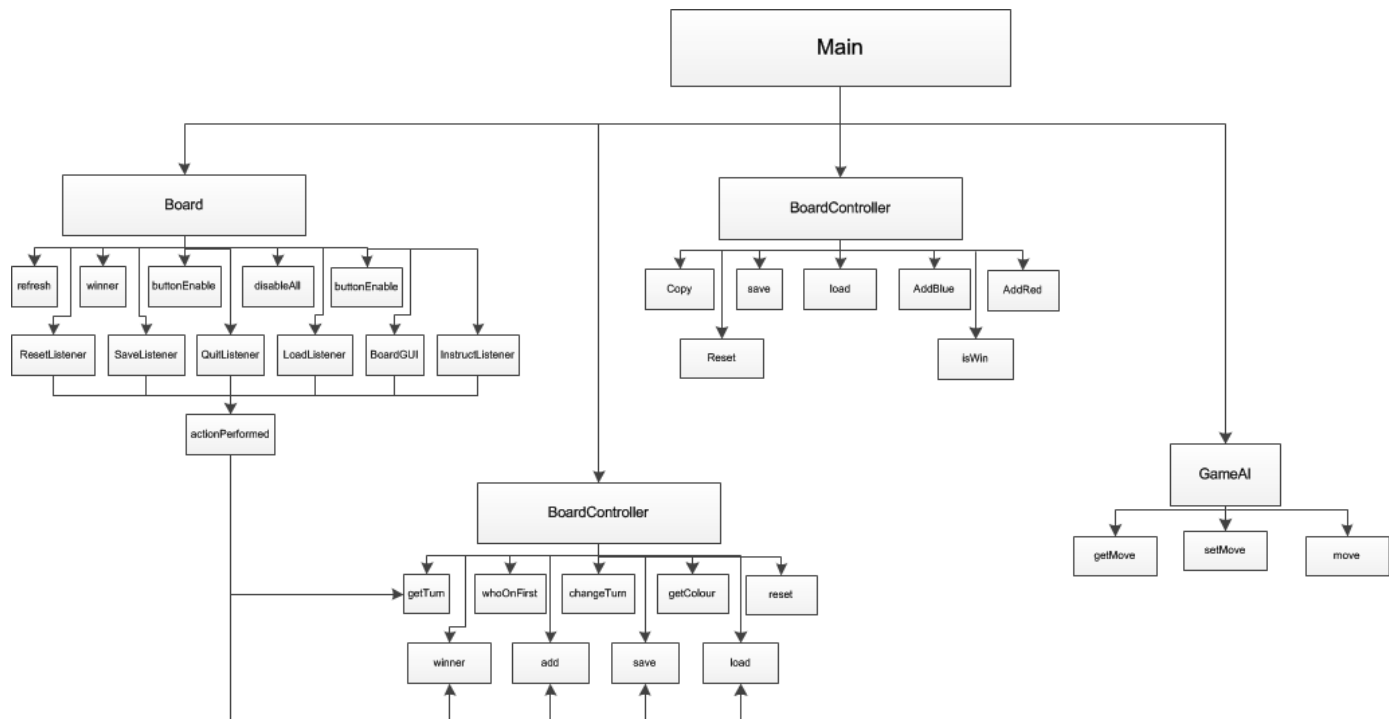 Main
Board
BoardController
refresh
winner
buttonEnable
disableAll
buttonEnable
Copy
save
load
AddBlue
AddRed
ResetListener
SaveListener
QuitListener
LoadListener
BoardGUI
InstructListener
Reset
isWin
actionPerformed
GameAI
BoardController
getMove
setMove
move
getTurn
whoOnFirst
changeTurn
getColour
reset
winner
add
save
load